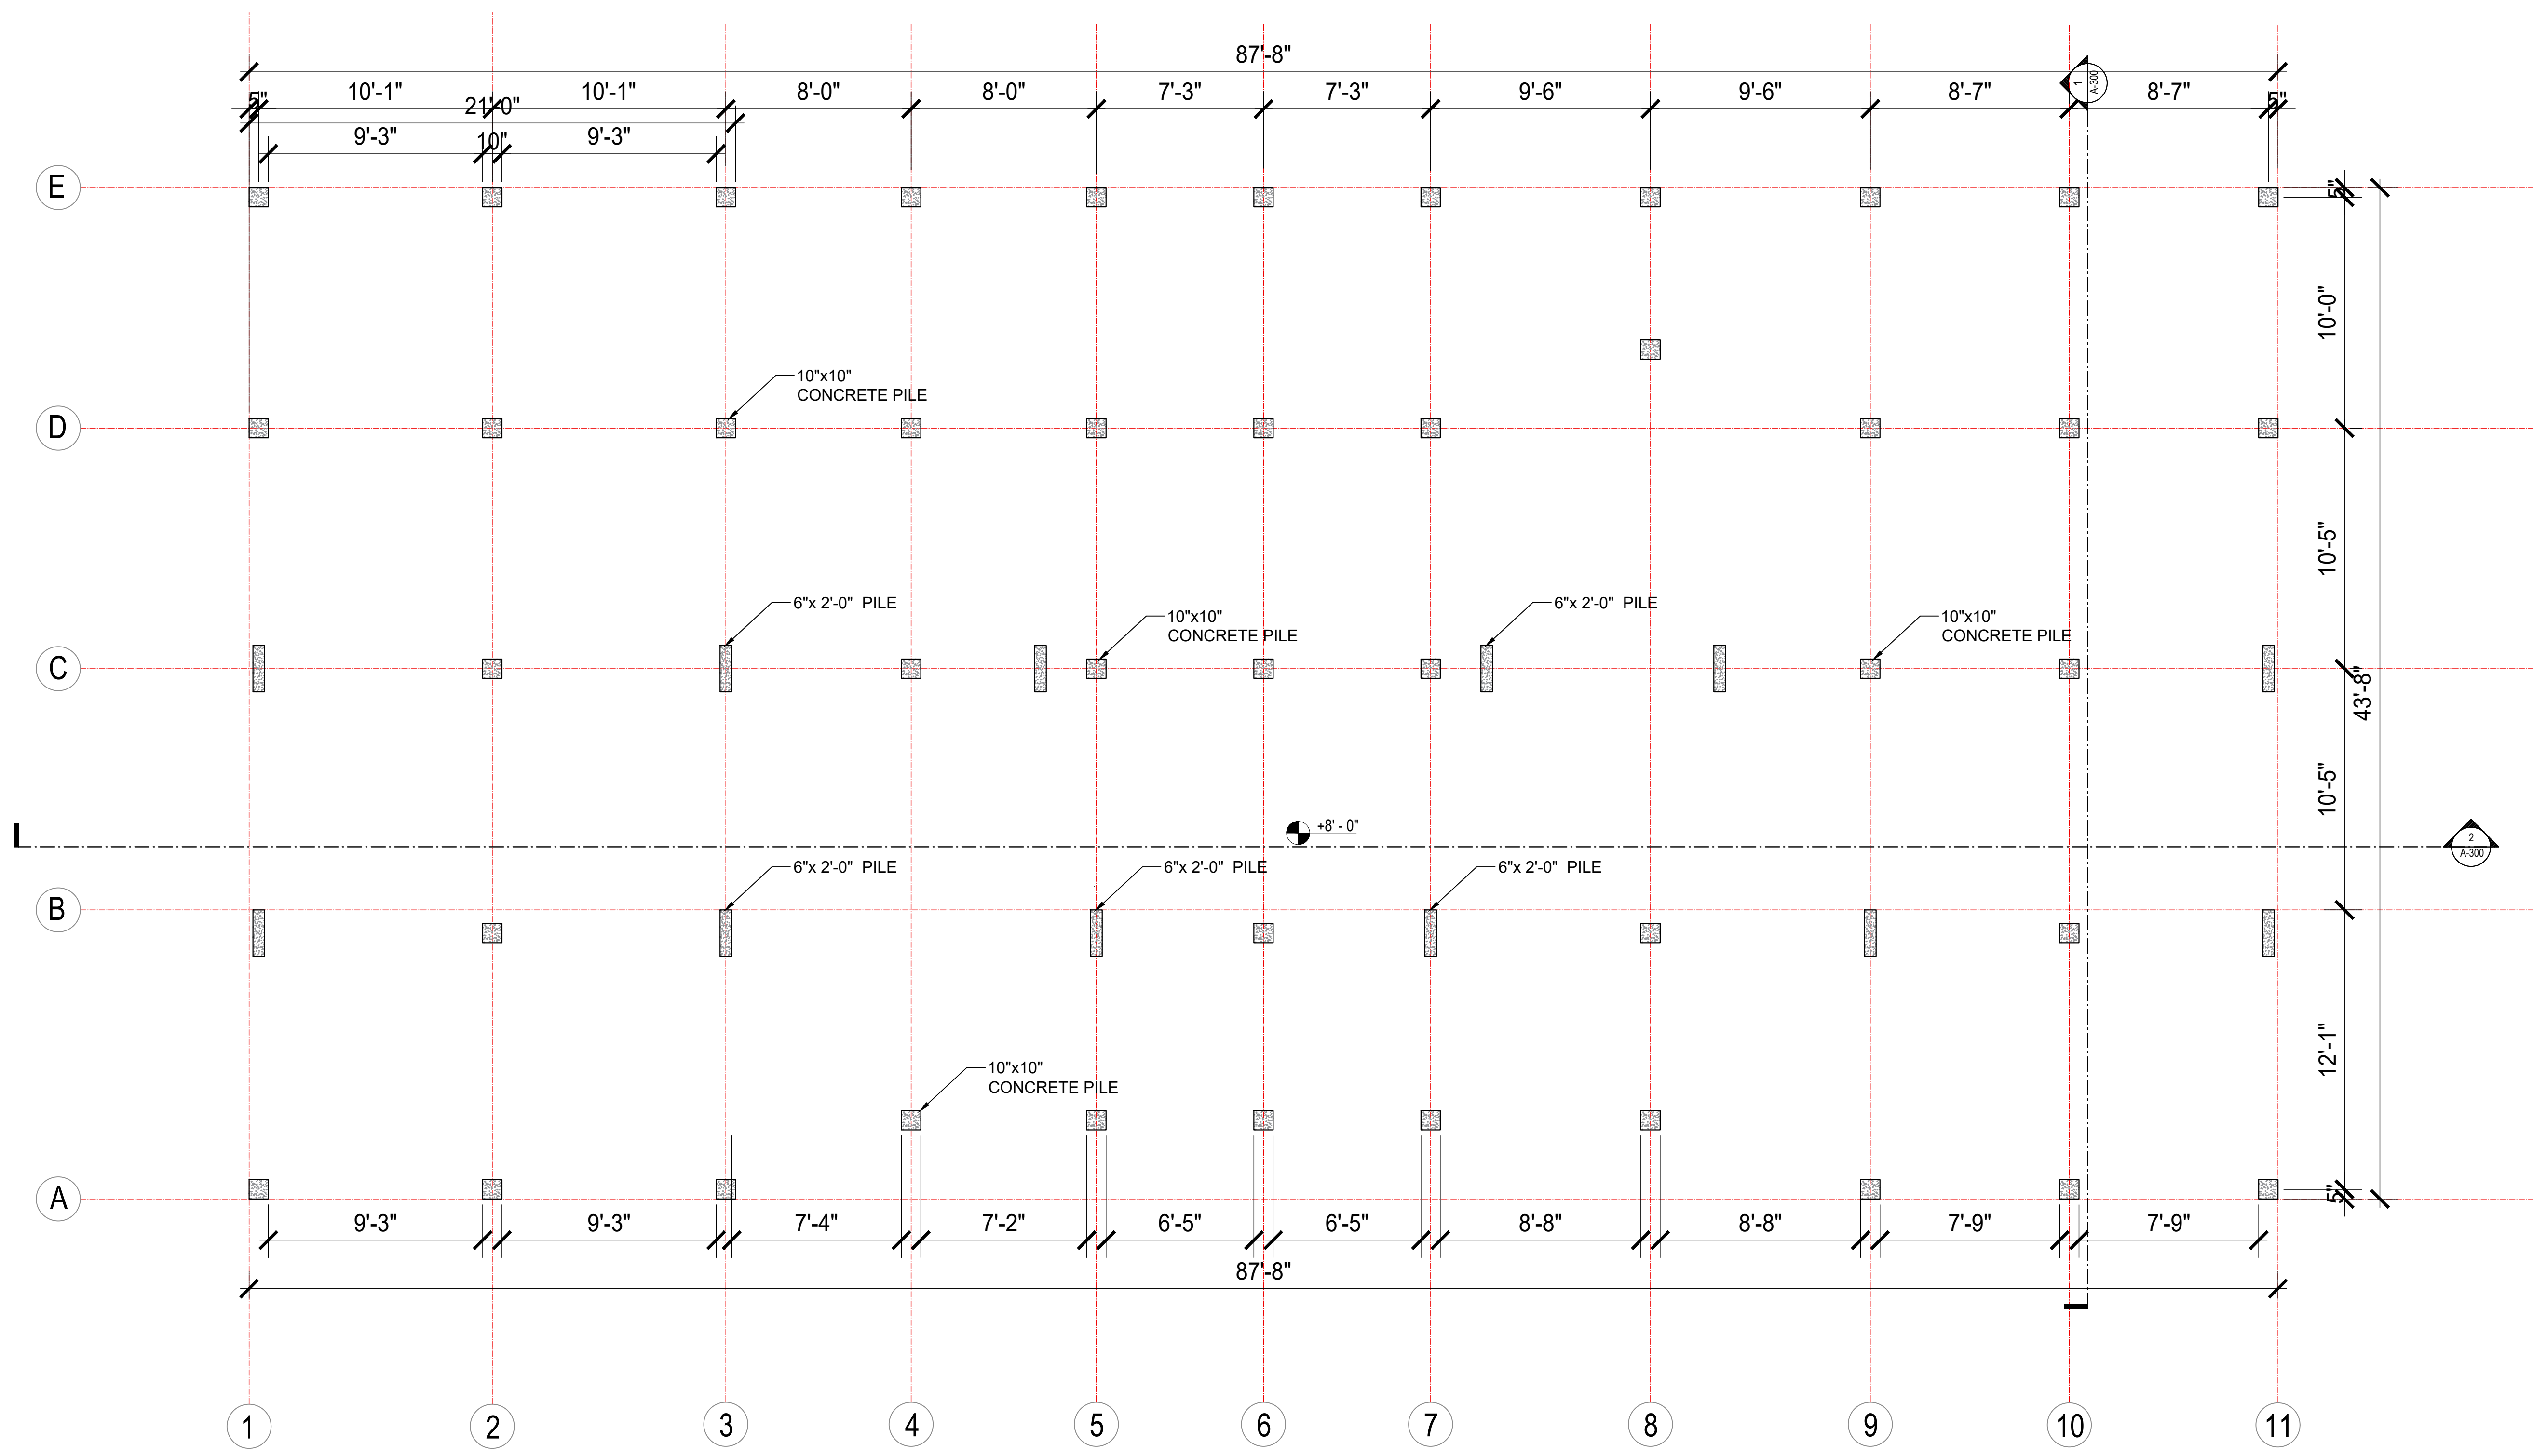 87'-8"
5"
10'-1"
10'-1"
8'-0"
8'-0"
7'-3"
7'-3"
9'-6"
9'-6"
8'-7"
8'-7"
5"
1
A-300
21'-0"
9'-3"
10"
9'-3"
E
5"
10'-0"
10"x10"
CONCRETE PILE
D
10'-5"
6"x 2'-0" PILE
6"x 2'-0" PILE
10"x10"
CONCRETE PILE
10"x10"
CONCRETE PILE
C
43'-8"
10'-5"
+8' - 0"
2
A-300
6"x 2'-0" PILE
6"x 2'-0" PILE
6"x 2'-0" PILE
B
12'-1"
10"x10"
CONCRETE PILE
A
5"
9'-3"
9'-3"
7'-4"
7'-2"
6'-5"
6'-5"
8'-8"
8'-8"
7'-9"
7'-9"
87'-8"
1
2
3
4
5
6
7
8
9
10
11